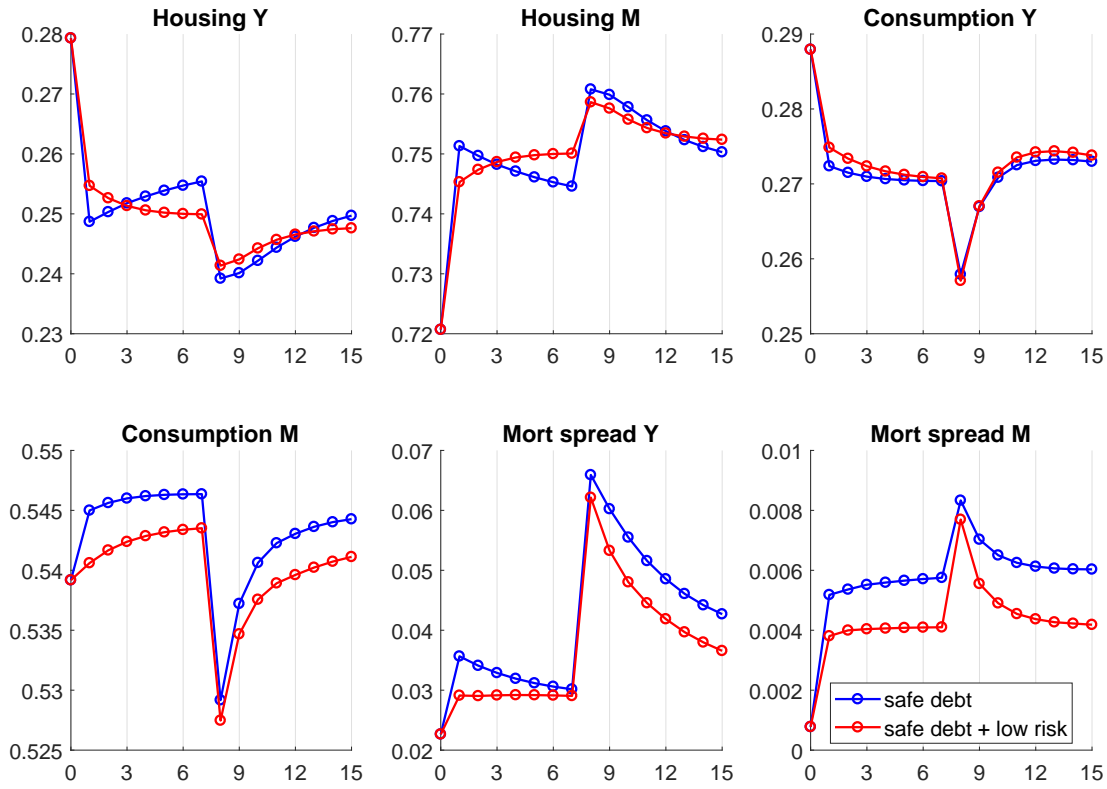 Housing Y
0.28
0.27
0.26
0.25
0.24
0.23
0 3 6 9 12 15
Housing M
0.77
0.76
0.75
0.74
0.73
0.72
0 3 6 9 12 15
Consumption Y
0.29
0.28
0.27
0.26
0.25
0 3 6 9 12 15
Consumption M
0.55
0.545
0.54
0.535
0.53
0.525
0 3 6 9 12 15
Mort spread Y
0.07
0.06
0.05
0.04
0.03
0.02
0 3 6 9 12 15
Mort spread M
0.01
0.008
0.006
0.004
0.002
0
0 3 6 9 12 15
safe debt
safe debt + low risk